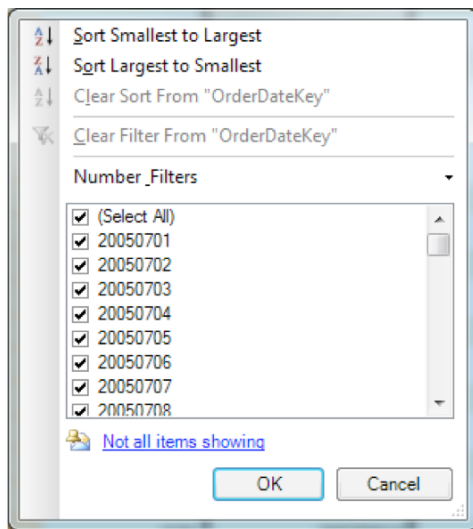 Sort Smallest to Largest
Sort Largest to Smallest
Clear Sort From "OrderDateKey"
Clear Filter From "OrderDateKey"
Number _Filters
(Select All)
20050701
20050702
20050703
20050704
20050705
20050706
20050707
20050708
Not all items showing
OK Cancel